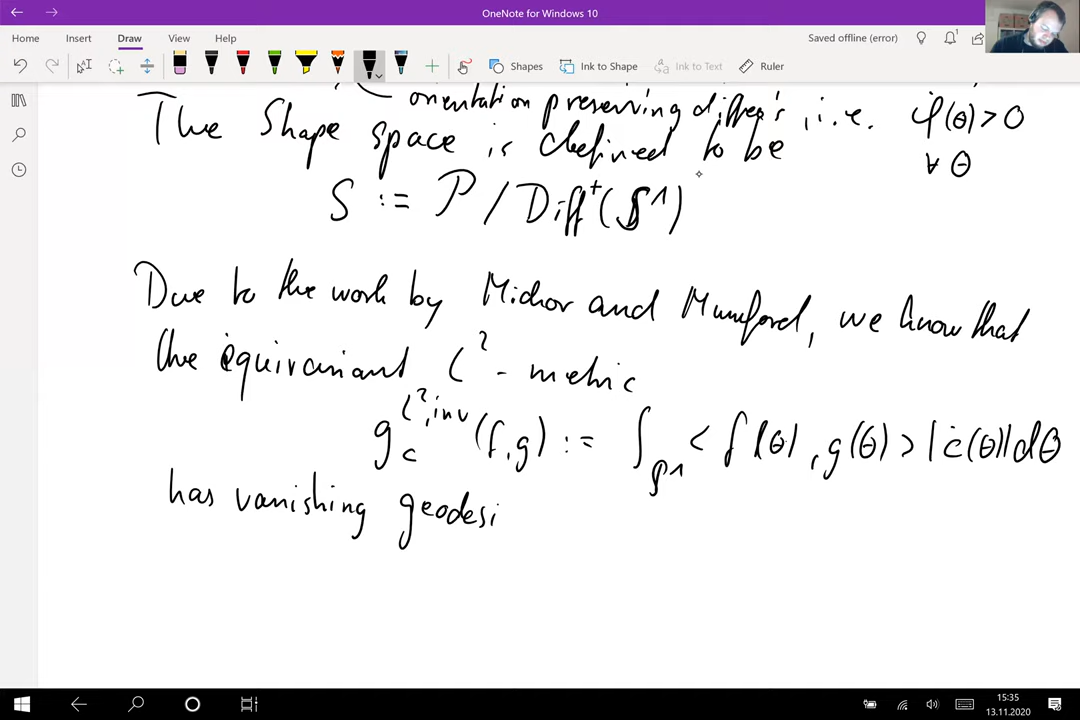 OneNote for Windows 10
Home Insert Draw View Help
Saved offline (error)
Shapes Ink to Shape Ink to Text Ruler
orientation preserving diffeo's, i.e. φ̇(θ) > 0
∀ θ
The Shape space is defined to be
S := P / Diff⁺(S¹)
Due to the work by Michor and Mumford, we know that
the equivariant L² - metric
g_c^{L²,inv}(f,g) := ∫_{S¹} < f(θ), g(θ) > |ċ(θ)| dθ
has vanishing geodesi
15:35
13.11.2020